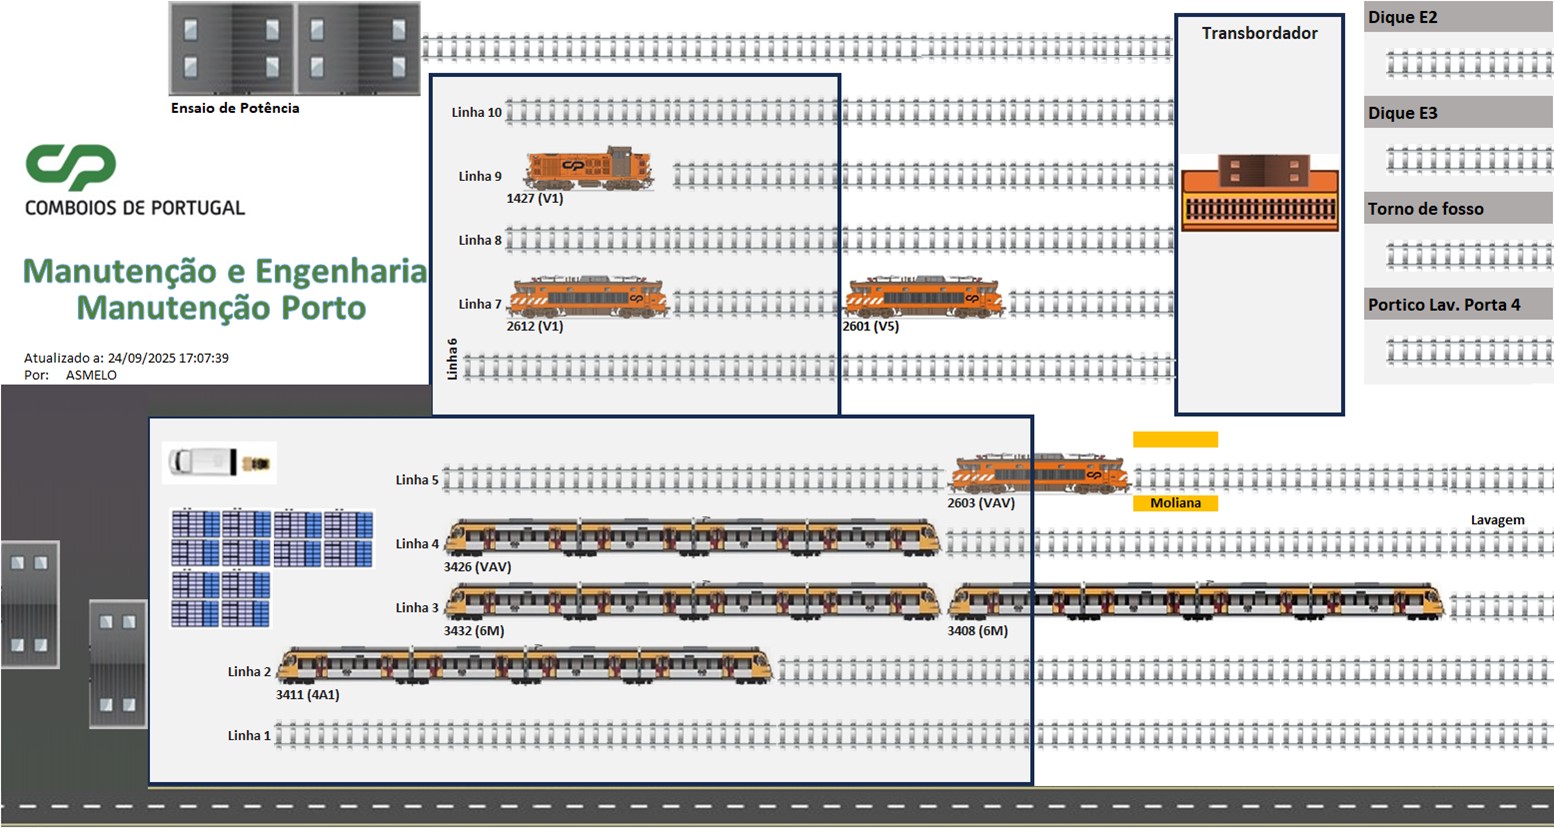 Ensaio de Potência
CP
COMBOIOS DE PORTUGAL
Manutenção e Engenharia
Manutenção Porto
Atualizado a: 24/09/2025 17:07:39
Por: ASMELO
Linha 10
Linha 9
1427 (V1)
Linha 8
Linha 7
2612 (V1)
2601 (V5)
Linha 6
Transbordador
Dique E2
Dique E3
Torno de fosso
Portico Lav. Porta 4
Linha 5
2603 (VAV)
Moliana
Lavagem
Linha 4
3426 (VAV)
Linha 3
3432 (6M)
3408 (6M)
Linha 2
3411 (4A1)
Linha 1